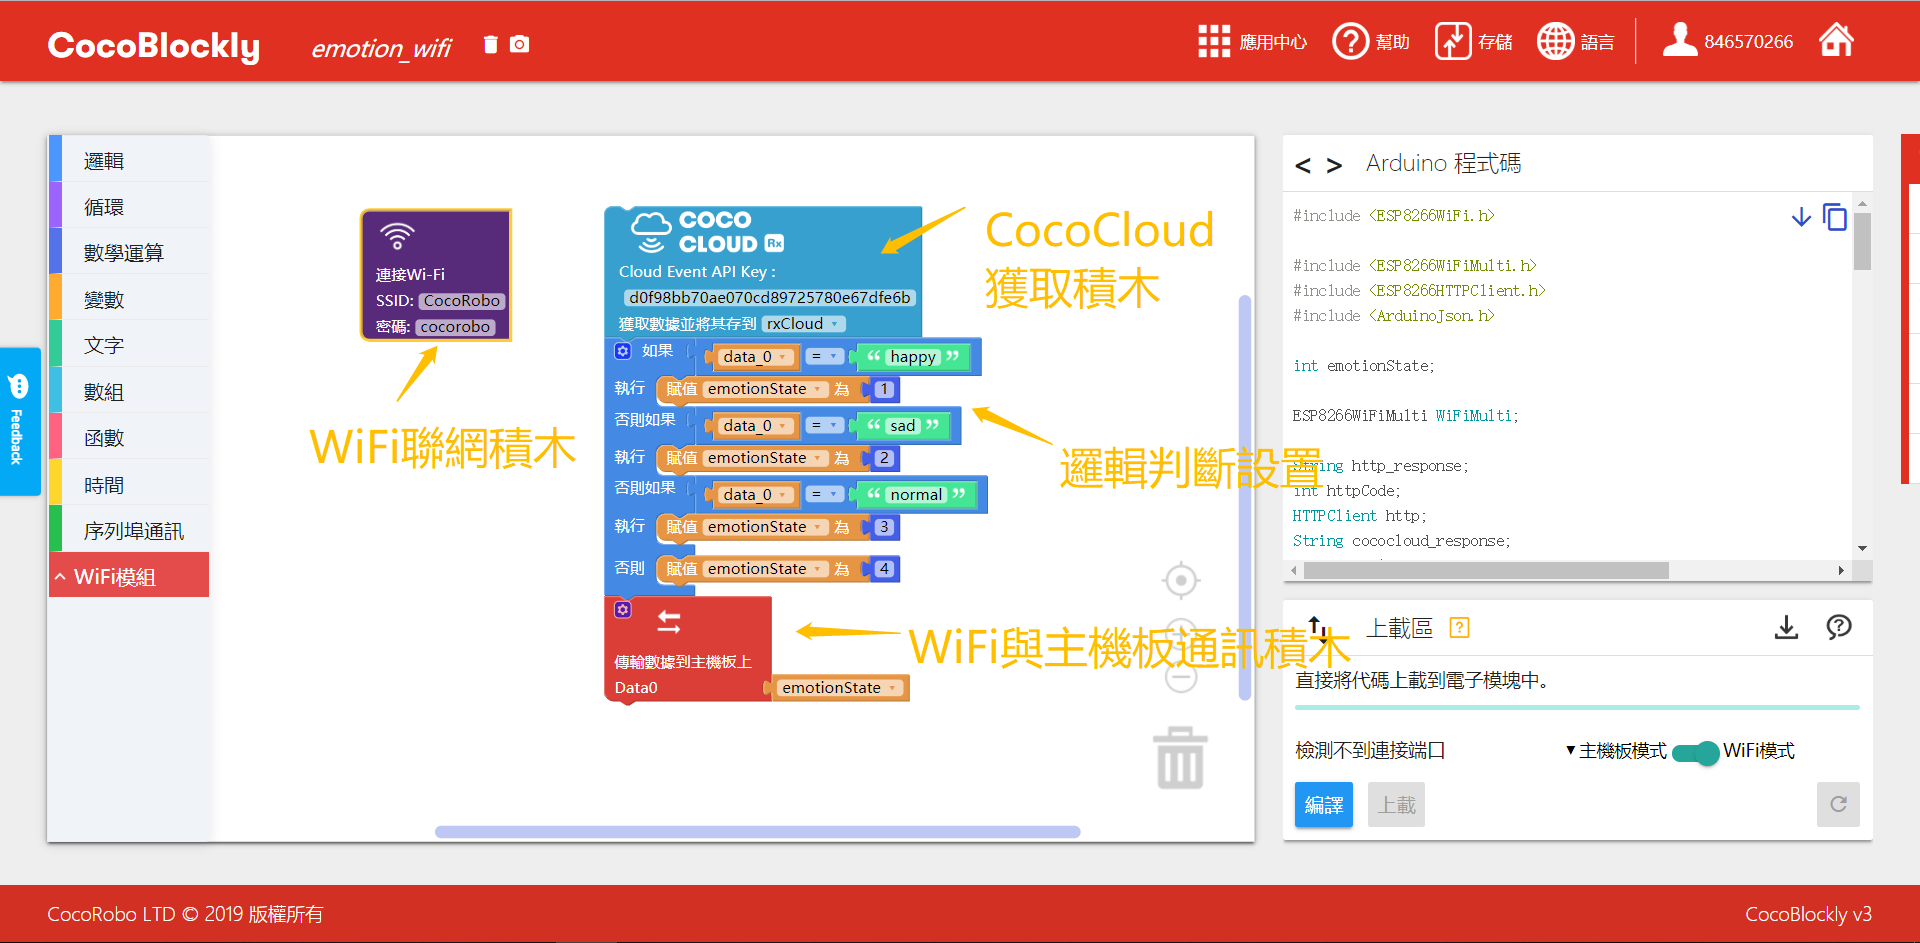 CocoBlockly
emotion_wifi
應用中心
幫助
存儲
語言
846570266
邏輯
循環
數學運算
變數
文字
數組
函數
時間
序列埠通訊
WiFi模組
Feedback
連接Wi-Fi
SSID: CocoRobo
密碼: cocorobo
WiFi聯網積木
COCO
CLOUD Rx
Cloud Event API Key :
d0f98bb70ae070cd89725780e67dfe6b
獲取數據並將其存到 rxCloud
CocoCloud
獲取積木
如果 data_0 = “ happy ”
執行 賦值 emotionState 為 1
否則如果 data_0 = “ sad ”
執行 賦值 emotionState 為 2
否則如果 data_0 = “ normal ”
執行 賦值 emotionState 為 3
否則 賦值 emotionState 為 4
邏輯判斷設置
傳輸數據到主機板上
Data0 emotionState
WiFi與主機板通訊積木
< > Arduino 程式碼
#include <ESP8266WiFi.h>
#include <ESP8266WiFiMulti.h>
#include <ESP8266HTTPClient.h>
#include <ArduinoJson.h>
int emotionState;
ESP8266WiFiMulti WiFiMulti;
String http_response;
int httpCode;
HTTPClient http;
String cococloud_response;
上載區 ?
直接將代碼上載到電子模塊中。
檢測不到連接端口
主機板模式 WiFi模式
編譯
上載
CocoRobo LTD © 2019 版權所有
CocoBlockly v3